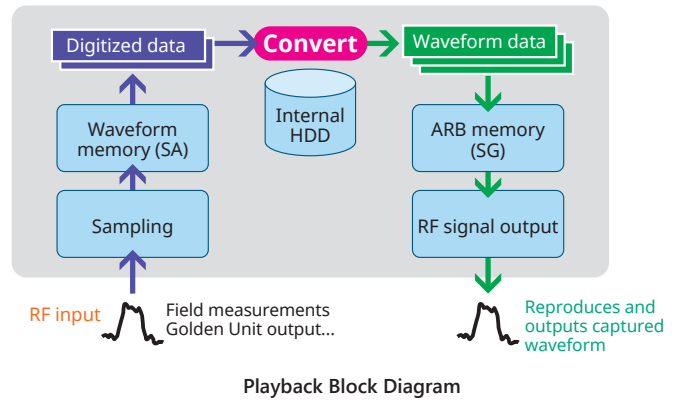 Digitized data
Convert
Waveform data
Waveform
memory (SA)
Internal
HDD
ARB memory
(SG)
Sampling
RF signal output
RF input
Field measurements
Golden Unit output...
Reproduces and
outputs captured
waveform
Playback Block Diagram